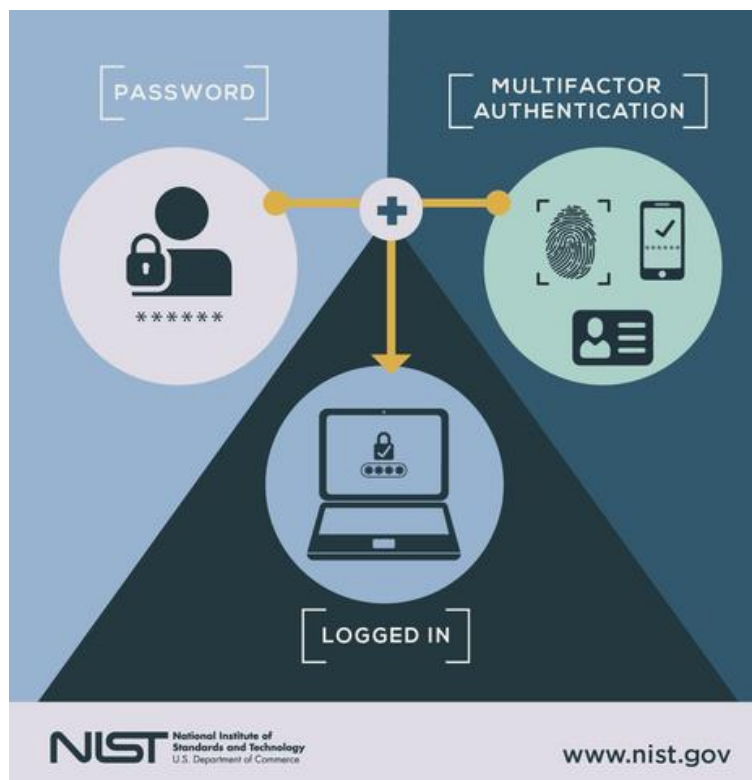 PASSWORD
MULTIFACTOR
AUTHENTICATION
******
LOGGED IN
NIST
National Institute of
Standards and Technology
U.S. Department of Commerce
www.nist.gov